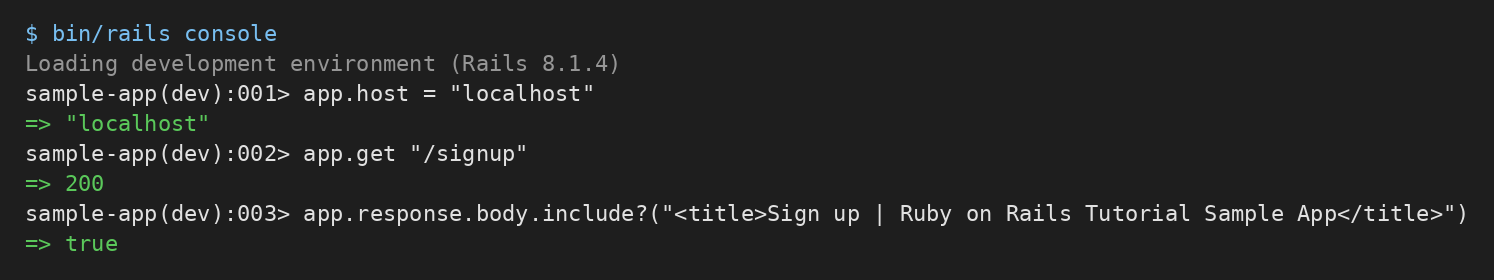 $ bin/rails console
Loading development environment (Rails 8.1.4)
sample-app(dev):001> app.host = "localhost"
=> "localhost"
sample-app(dev):002> app.get "/signup"
=> 200
sample-app(dev):003> app.response.body.include?("<title>Sign up | Ruby on Rails Tutorial Sample App</title>")
=> true